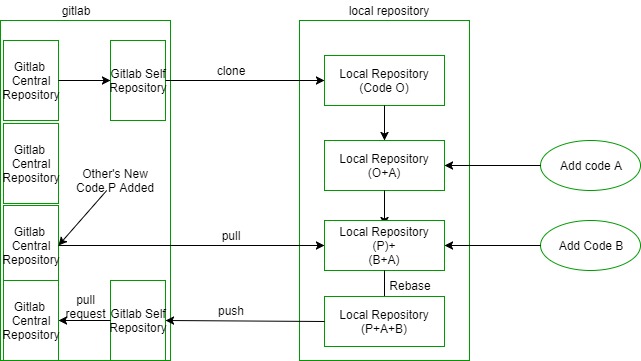 gitlab
local repository
Gitlab
Central
Repository
Gitlab Self
Repository
clone
Local Repository
(Code O)
Gitlab
Central
Repository
Local Repository
(O+A)
Add code A
Other's New
Code P Added
Gitlab
Central
Repository
pull
Local Repository
(P)+
(B+A)
Add Code B
Rebase
Gitlab
Central
Repository
pull
request
Gitlab Self
Repository
push
Local Repository
(P+A+B)